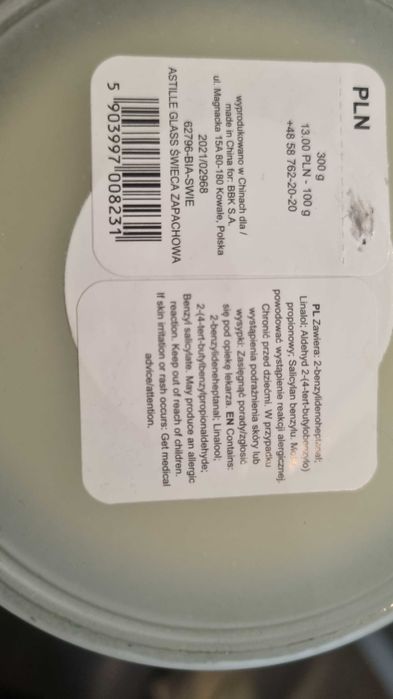 PLN
300 g
13.00 PLN - 100 g
+48 58 762-20-20
wyprodukowano w Chinach dla /
made in China for: BBK S.A.
ul. Magnacka 15A 80-180 Kowale, Polska
2021/02968
62796-BIA-SWIE
ASTILLE GLASS ŚWIECA ZAPACHOWA
5 903997 008231
PL Zawiera: 2-benzylidenoheptanal;
Linalol; Aldehyd 2-(4-tert-butylobenzylo)
propionowy; Salicylan benzylu. Może
powodować wystąpienie reakcji alergicznej.
Chronić przed dziećmi. W przypadku
wystąpienia podrażnienia skóry lub
wysypki: Zasięgnąć porady/zgłosić
się pod opiekę lekarza. EN Contains:
2-benzylideneheptanal; Linalool;
2-(4-tert-butylbenzylpropionaldehyde;
Benzyl salicylate. May produce an allergic
reaction. Keep out of reach of children.
If skin irritation or rash occurs: Get medical
advice/attention.